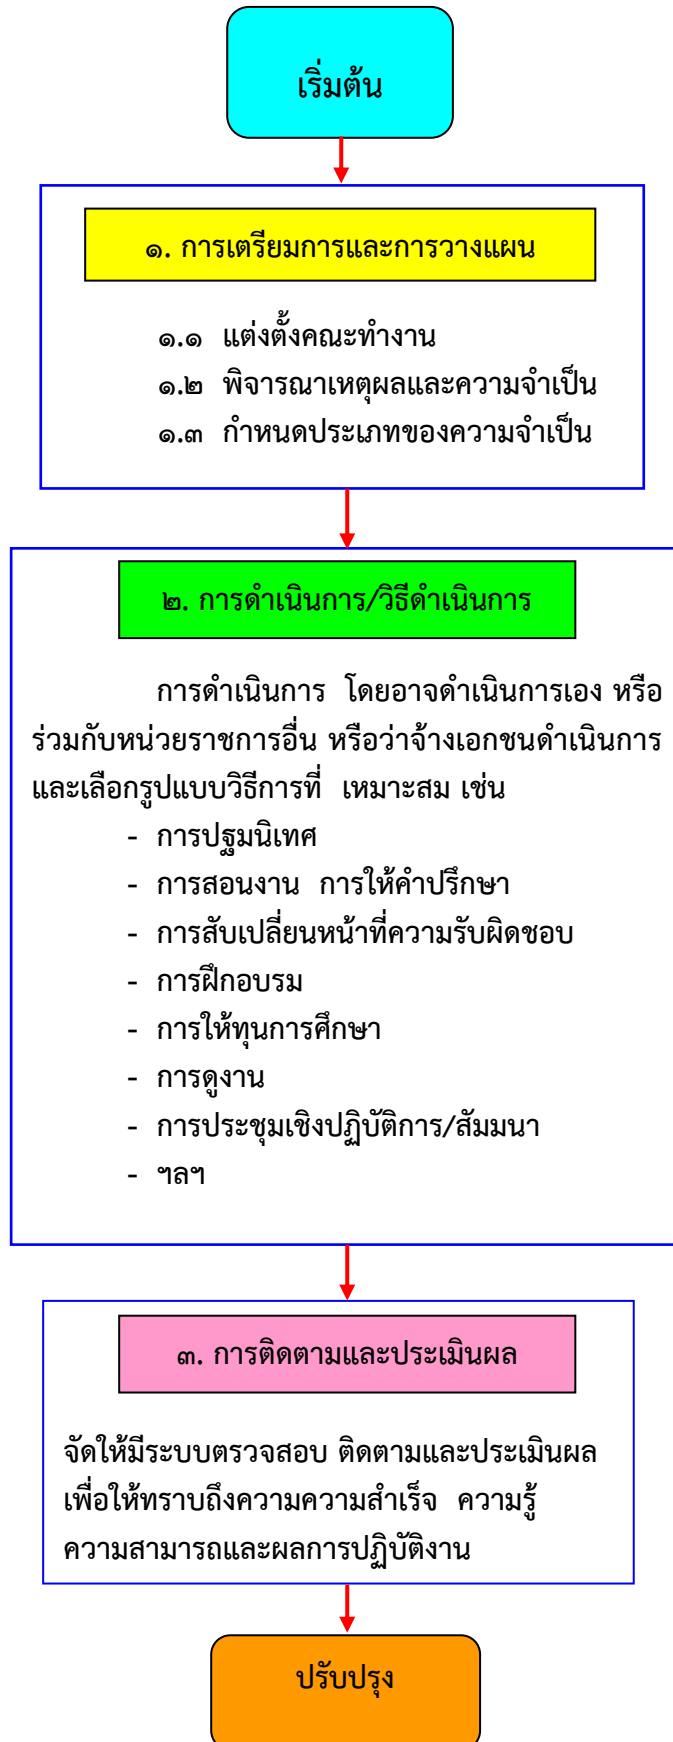 เริ่มต้น
๑. การเตรียมการและการวางแผน
๑.๑ แต่งตั้งคณะทำงาน
๑.๒ พิจารณาเหตุผลและความจำเป็น
๑.๓ กำหนดประเภทของความจำเป็น
๒. การดำเนินการ/วิธีดำเนินการ
การดำเนินการ โดยอาจดำเนินการเอง หรือ
ร่วมกับหน่วยราชการอื่น หรือว่าจ้างเอกชนดำเนินการ
และเลือกรูปแบบวิธีการที่ เหมาะสม เช่น
- การปฐมนิเทศ
- การสอนงาน การให้คำปรึกษา
- การสับเปลี่ยนหน้าที่ความรับผิดชอบ
- การฝึกอบรม
- การให้ทุนการศึกษา
- การดูงาน
- การประชุมเชิงปฏิบัติการ/สัมมนา
- ฯลฯ
๓. การติดตามและประเมินผล
จัดให้มีระบบตรวจสอบ ติดตามและประเมินผล
เพื่อให้ทราบถึงความความสำเร็จ ความรู้
ความสามารถและผลการปฏิบัติงาน
ปรับปรุง